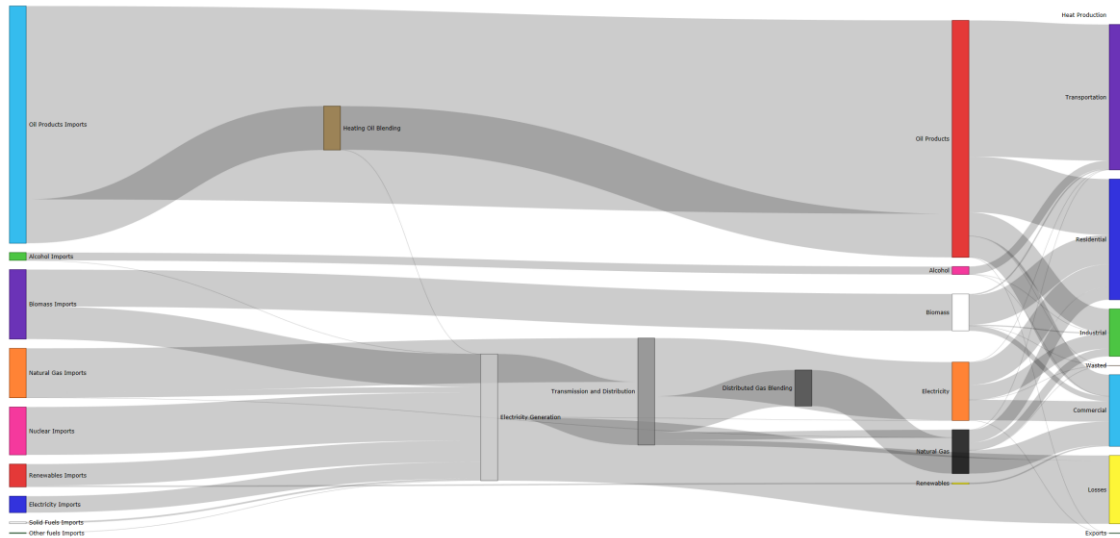 Heat Production
Transportation
Oil Products Imports
Heating Oil Blending
Oil Products
Residential
Alcohol Imports
Alcohol
Biomass Imports
Biomass
Industrial
Wasted
Natural Gas Imports
Transmission and Distribution
Distributed Gas Blending
Electricity
Electricity Generation
Commercial
Nuclear Imports
Natural Gas
Renewables Imports
Renewables
Losses
Electricity Imports
Solid Fuels Imports
Other fuels Imports
Exports